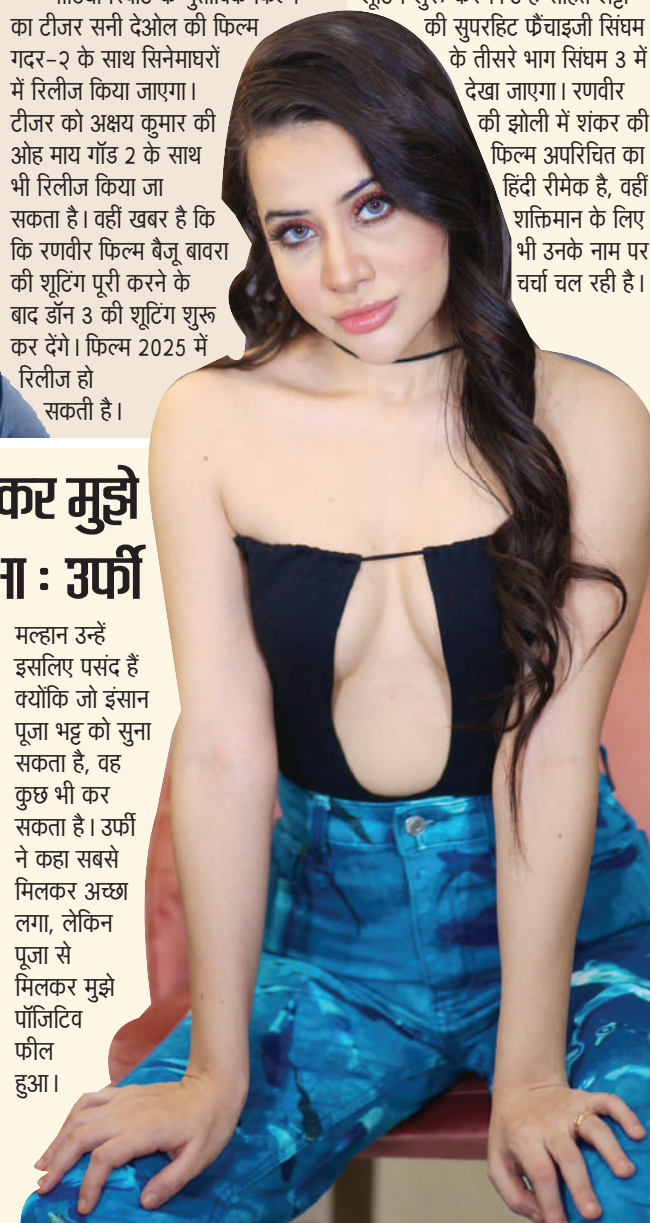 का टीजर सनी देओल की फिल्म
गदर-2 के साथ सिनेमाघरों
में रिलीज किया जाएगा।
टीजर को अक्षय कुमार की
ओह माय गॉड 2 के साथ
भी रिलीज किया जा
सकता है। वहीं खबर है कि
कि रणवीर फिल्म बैजू बावरा
की शूटिंग पूरी करने के
बाद डॉन 3 की शूटिंग शुरू
कर देंगे। फिल्म 2025 में
रिलीज हो
सकती है।
की सुपरहिट फ्रैंचाइजी सिंघम
के तीसरे भाग सिंघम 3 में
देखा जाएगा। रणवीर
की झोली में शंकर की
फिल्म अपरिचित का
हिंदी रीमेक है, वहीं
शक्तिमान के लिए
भी उनके नाम पर
चर्चा चल रही है।
कर मुझे
: उर्फी
मल्हान उन्हें
इसलिए पसंद हैं
क्योंकि जो इंसान
पूजा भट्ट को सुना
सकता है, वह
कुछ भी कर
सकता है। उर्फी
ने कहा सबसे
मिलकर अच्छा
लगा, लेकिन
पूजा से
मिलकर मुझे
पॉजिटिव
फील
हुआ।